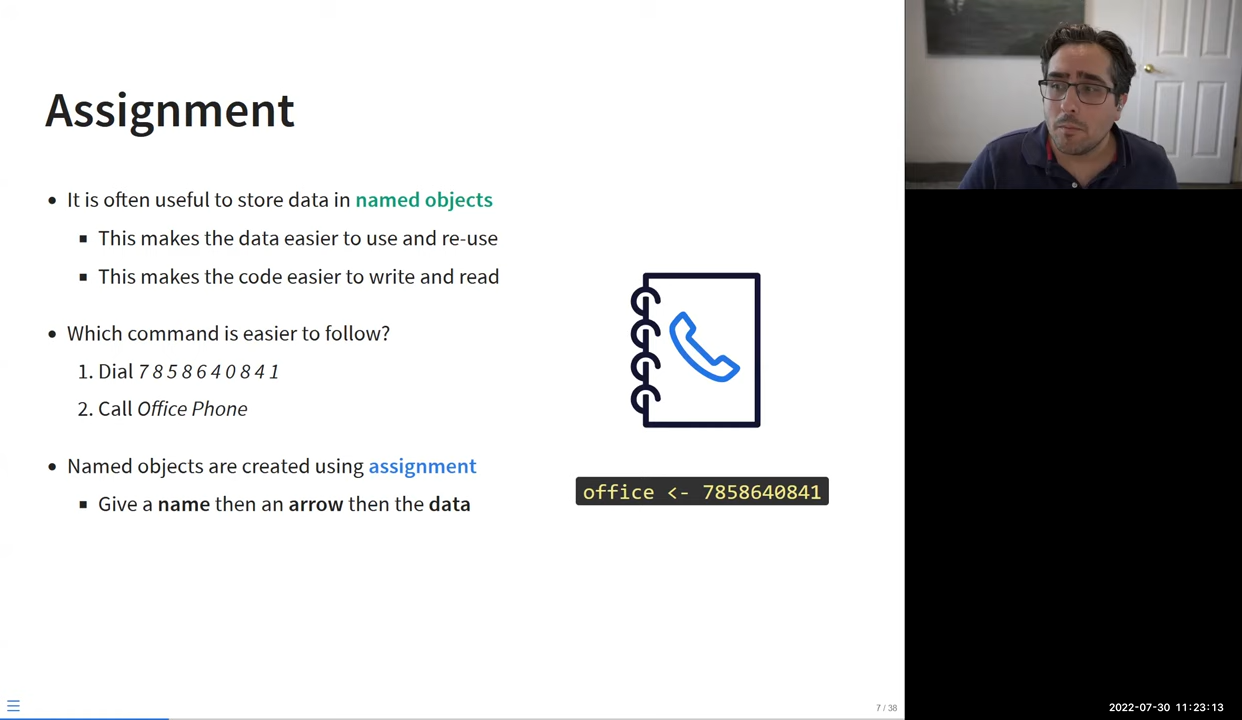 Assignment
It is often useful to store data in named objects
This makes the data easier to use and re-use
This makes the code easier to write and read
Which command is easier to follow?
1. Dial 7 8 5 8 6 4 0 8 4 1
2. Call Office Phone
Named objects are created using assignment
Give a name then an arrow then the data
office <- 7858640841
7 / 38
2022-07-30 11:23:13